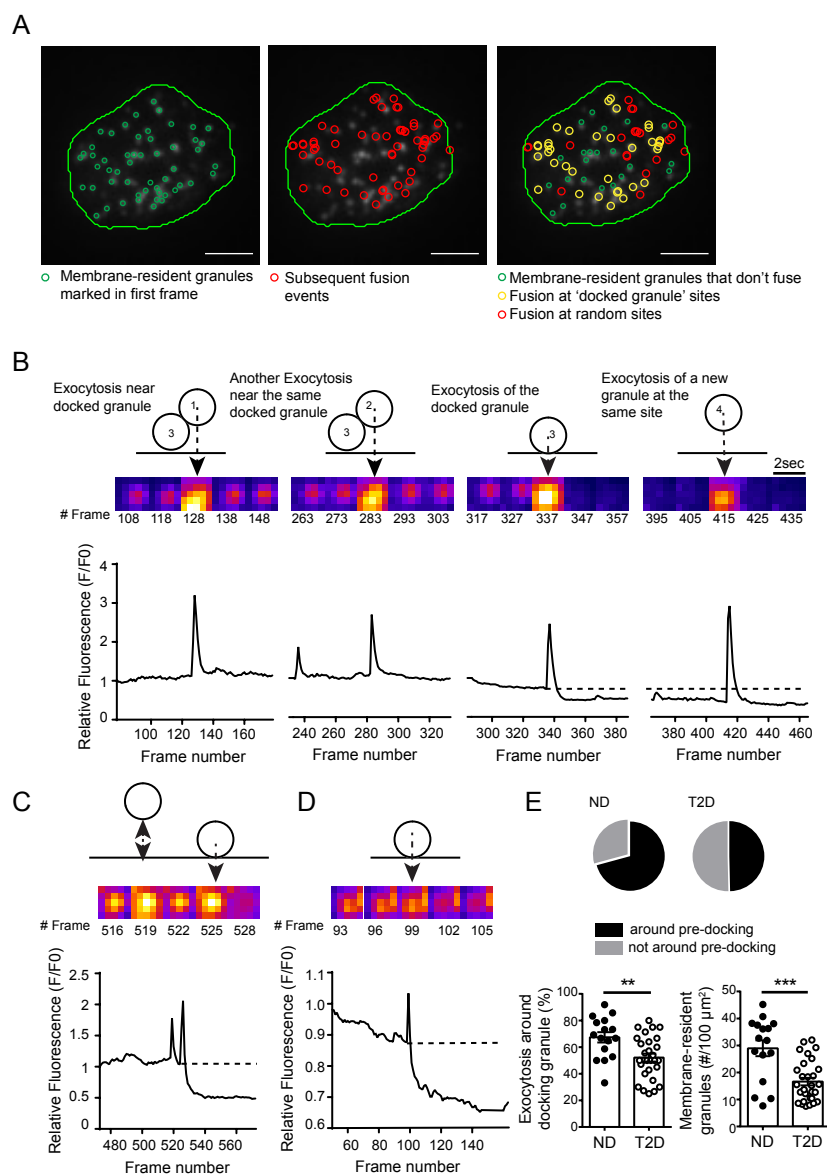 A
Membrane-resident granules
marked in first frame
Subsequent fusion
events
Membrane-resident granules that don't fuse
Fusion at 'docked granule' sites
Fusion at random sites
B
Exocytosis near
docked granule
1
3
Another Exocytosis
near the same
docked granule
2
3
Exocytosis of the
docked granule
3
Exocytosis of a new
granule at the
same site
4
2sec
# Frame
108 118 128 138 148
263 273 283 293 303
317 327 337 347 357
395 405 415 425 435
Relative Fluorescence (F/F0)
4
3
2
1
0
100 120 140 160
240 260 280 300 320
300 320 340 360 380
380 400 420 440 460
Frame number
Frame number
Frame number
Frame number
C
# Frame
516 519 522 525 528
Relative Fluorescence (F/F0)
2.5
2
1.5
1
0.5
0
480 500 520 540 560
Frame number
D
# Frame
93 96 99 102 105
Relative Fluorescence (F/F0)
1.1
1.0
0.9
0.8
0.7
0.6
60 80 100 140
Frame number
E
ND
T2D
around pre-docking
not around pre-docking
Exocytosis around
docking granule (%)
100
80
60
40
20
0
**
ND
T2D
Membrane-resident
granules (#/100 µm²)
50
40
30
20
10
0
***
ND
T2D